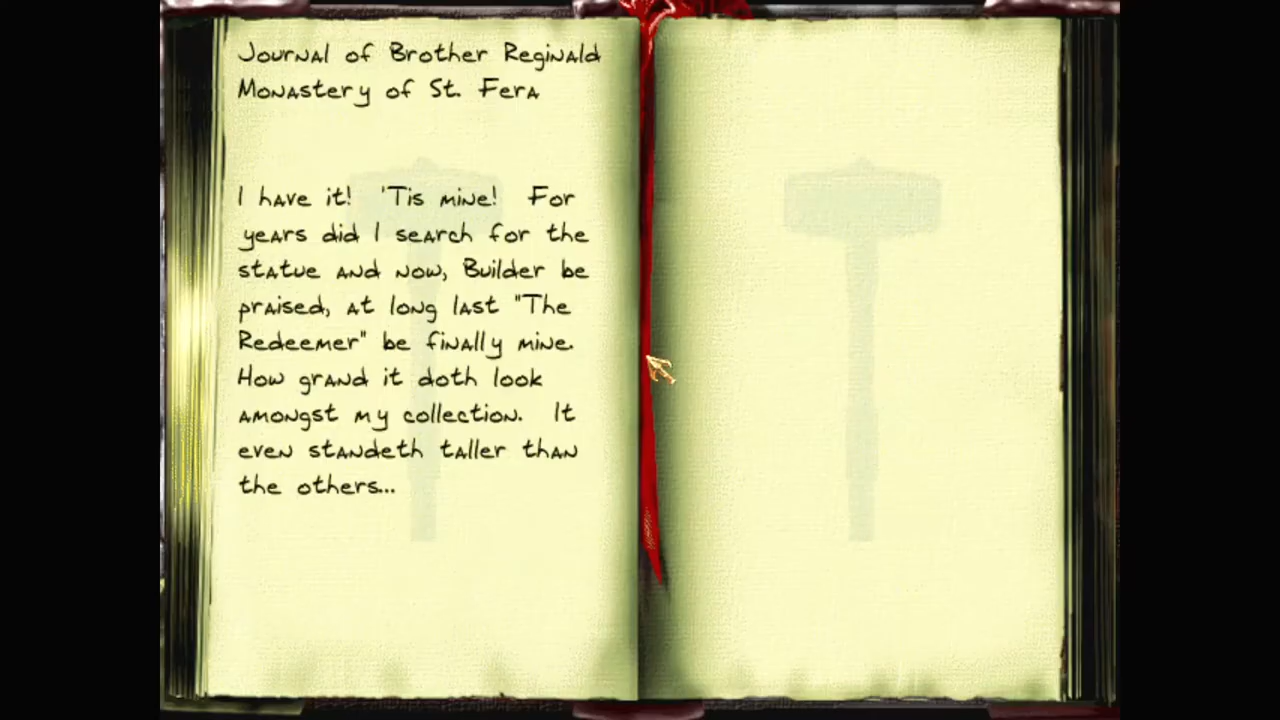 Journal of Brother Reginald
Monastery of St. Fera
I have it! 'Tis mine! For
years did I search for the
statue and now, Builder be
praised, at long last "The
Redeemer" be finally mine.
How grand it doth look
amongst my collection. It
even standeth taller than
the others...